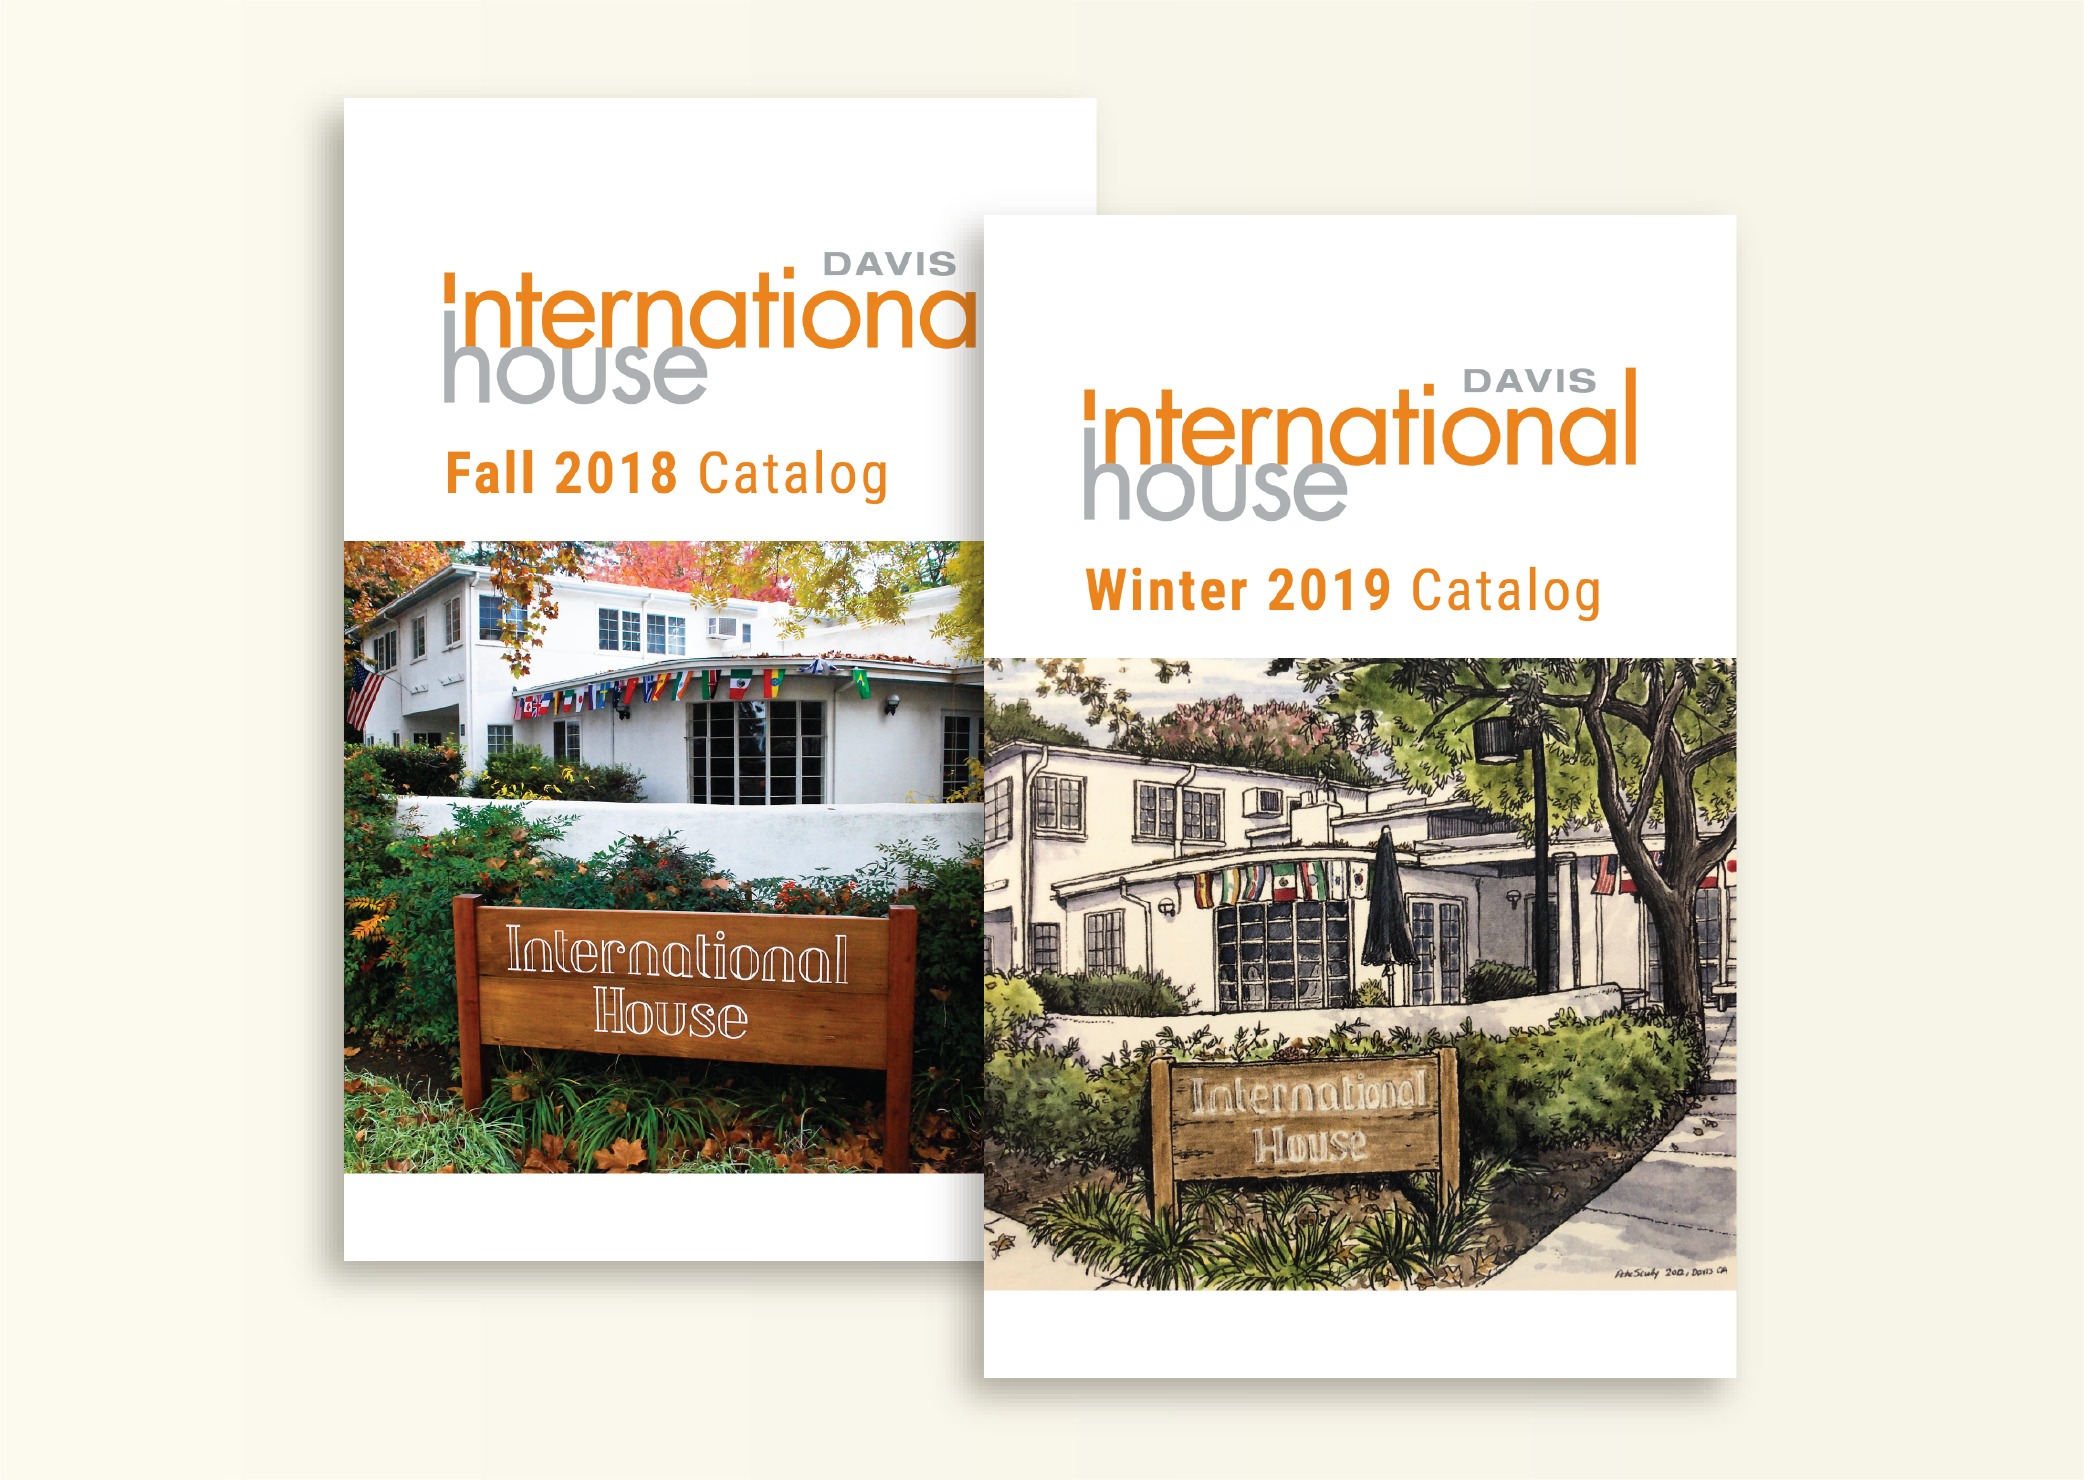 DAVIS
Internationa
house
Fall 2018 Catalog
International
House
DAVIS
International
house
Winter 2019 Catalog
International
House
Pete Scully 2012, Davis CA